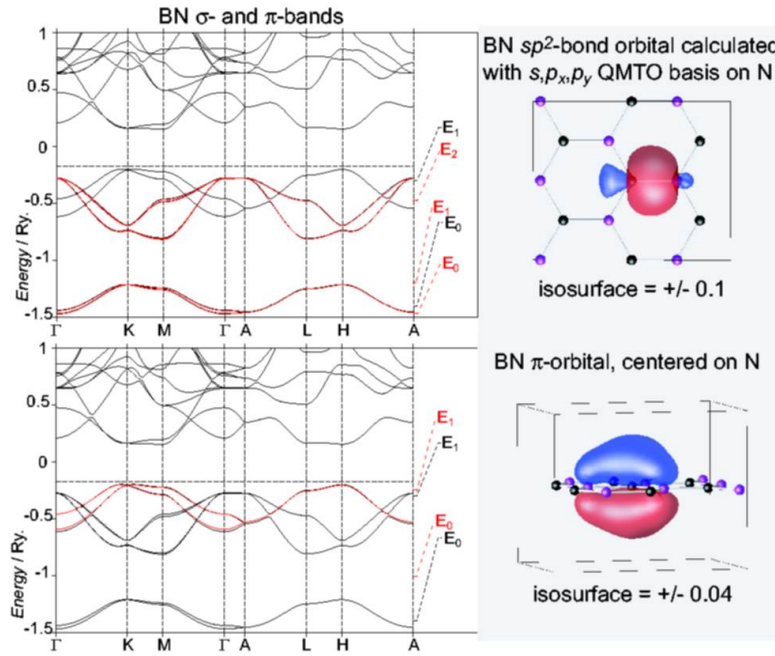 BN σ- and π-bands
1
0.5
0
-0.5
-1
-1.5
Energy / Ry.
Γ K M Γ A L H A
E₁
E₂
E₁
E₀
E₀
BN sp²-bond orbital calculated
with s,pₓ,p_y QMTO basis on N
isosurface = +/- 0.1
1
0.5
0
-0.5
-1
-1.5
Energy / Ry.
Γ K M Γ A L H A
E₁
E₁
E₀
E₀
BN π-orbital, centered on N
isosurface = +/- 0.04